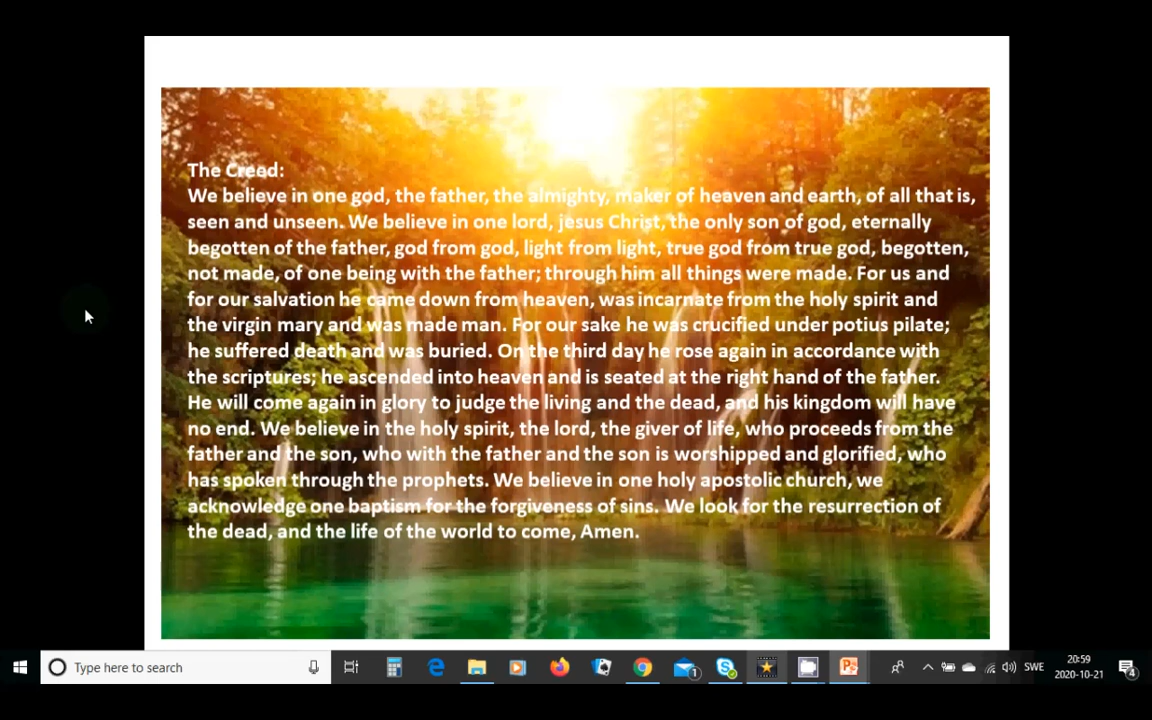 The Creed:
We believe in one god, the father, the almighty, maker of heaven and earth, of all that is,
seen and unseen. We believe in one lord, jesus Christ, the only son of god, eternally
begotten of the father, god from god, light from light, true god from true god, begotten,
not made, of one being with the father; through him all things were made. For us and
for our salvation he came down from heaven, was incarnate from the holy spirit and
the virgin mary and was made man. For our sake he was crucified under potius pilate;
he suffered death and was buried. On the third day he rose again in accordance with
the scriptures; he ascended into heaven and is seated at the right hand of the father.
He will come again in glory to judge the living and the dead, and his kingdom will have
no end. We believe in the holy spirit, the lord, the giver of life, who proceeds from the
father and the son, who with the father and the son is worshipped and glorified, who
has spoken through the prophets. We believe in one holy apostolic church, we
acknowledge one baptism for the forgiveness of sins. We look for the resurrection of
the dead, and the life of the world to come, Amen.
Type here to search
1
SWE
20:59
2020-10-21
4